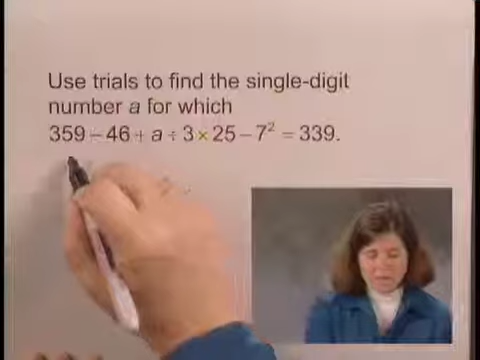 Use trials to find the single-digit
number a for which
359 − 46 + a ÷ 3 × 25 − 7² = 339.